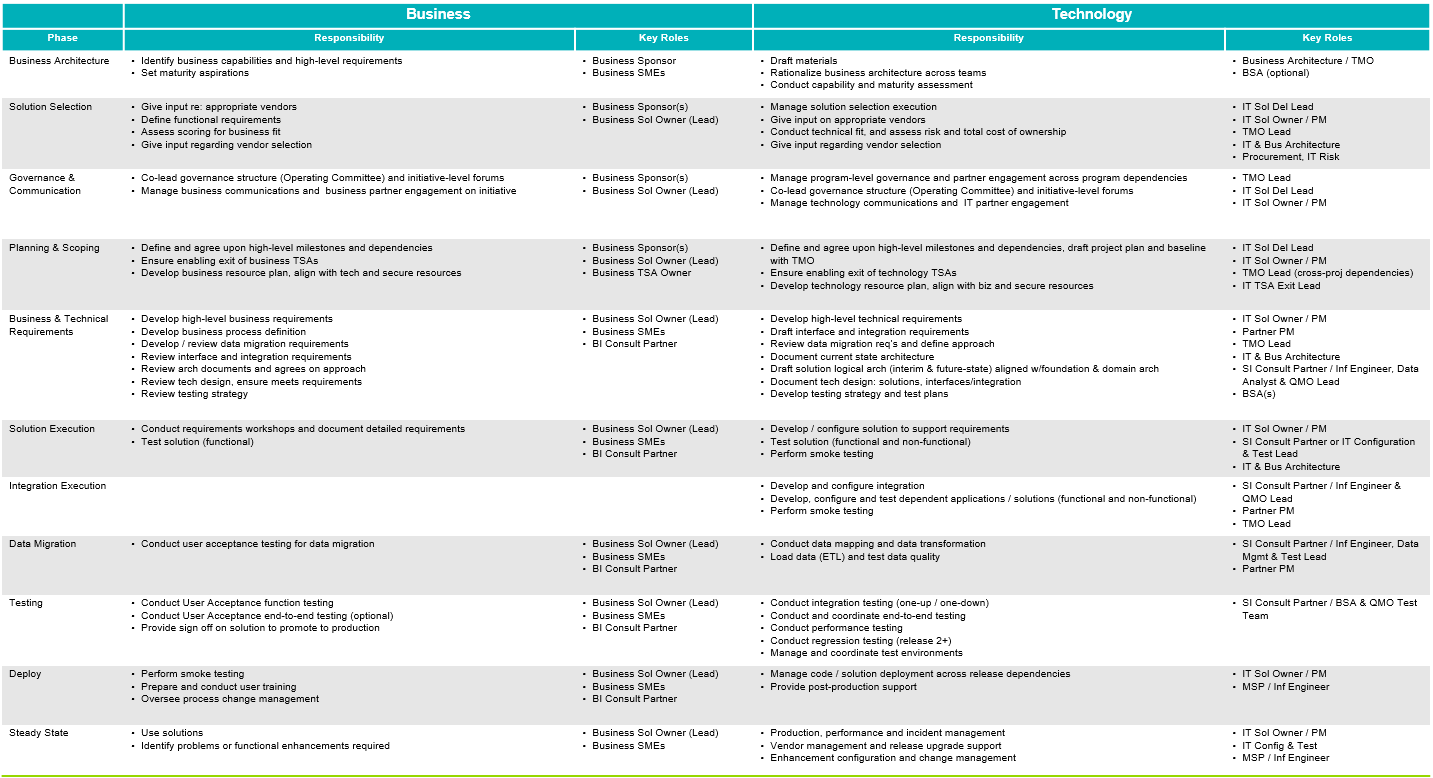 Business
Technology
Phase
Responsibility
Key Roles
Responsibility
Key Roles
Business Architecture
• Identify business capabilities and high-level requirements
• Set maturity aspirations
• Business Sponsor
• Business SMEs
• Draft materials
• Rationalize business architecture across teams
• Conduct capability and maturity assessment
• Business Architecture / TMO
• BSA (optional)
Solution Selection
• Give input re: appropriate vendors
• Define functional requirements
• Assess scoring for business fit
• Give input regarding vendor selection
• Business Sponsor(s)
• Business Sol Owner (Lead)
• Manage solution selection execution
• Give input on appropriate vendors
• Conduct technical fit, and assess risk and total cost of ownership
• Give input regarding vendor selection
• IT Sol Del Lead
• IT Sol Owner / PM
• TMO Lead
• IT & Bus Architecture
• Procurement, IT Risk
Governance &
Communication
• Co-lead governance structure (Operating Committee) and initiative-level forums
• Manage business communications and business partner engagement on initiative
• Business Sponsor(s)
• Business Sol Owner (Lead)
• Manage program-level governance and partner engagement across program dependencies
• Co-lead governance structure (Operating Committee) and initiative-level forums
• Manage technology communications and IT partner engagement
• TMO Lead
• IT Sol Del Lead
• IT Sol Owner / PM
Planning & Scoping
• Define and agree upon high-level milestones and dependencies
• Ensure enabling exit of business TSAs
• Develop business resource plan, align with tech and secure resources
• Business Sponsor(s)
• Business Sol Owner (Lead)
• Business TSA Owner
• Define and agree upon high-level milestones and dependencies, draft project plan and baseline
with TMO
• Ensure enabling exit of technology TSAs
• Develop technology resource plan, align with biz and secure resources
• IT Sol Del Lead
• IT Sol Owner / PM
• TMO Lead (cross-proj dependencies)
• IT TSA Exit Lead
Business & Technical
Requirements
• Develop high-level business requirements
• Develop business process definition
• Develop / review data migration requirements
• Review interface and integration requirements
• Review arch documents and agrees on approach
• Review tech design, ensure meets requirements
• Review testing strategy
• Business Sol Owner (Lead)
• Business SMEs
• BI Consult Partner
• Develop high-level technical requirements
• Draft interface and integration requirements
• Review data migration req's and define approach
• Document current state architecture
• Draft solution logical arch (interim & future-state) aligned w/foundation & domain arch
• Document tech design: solutions, interfaces/integration
• Develop testing strategy and test plans
• IT Sol Owner / PM
• Partner PM
• TMO Lead
• IT & Bus Architecture
• SI Consult Partner / Inf Engineer, Data
Analyst & QMO Lead
• BSA(s)
Solution Execution
• Conduct requirements workshops and document detailed requirements
• Test solution (functional)
• Business Sol Owner (Lead)
• Business SMEs
• BI Consult Partner
• Develop / configure solution to support requirements
• Test solution (functional and non-functional)
• Perform smoke testing
• IT Sol Owner / PM
• SI Consult Partner or IT Configuration
& Test Lead
• IT & Bus Architecture
Integration Execution
• Develop and configure integration
• Develop, configure and test dependent applications / solutions (functional and non-functional)
• Perform smoke testing
• SI Consult Partner / Inf Engineer &
QMO Lead
• Partner PM
• TMO Lead
Data Migration
• Conduct user acceptance testing for data migration
• Business Sol Owner (Lead)
• Business SMEs
• BI Consult Partner
• Conduct data mapping and data transformation
• Load data (ETL) and test data quality
• SI Consult Partner / Inf Engineer, Data
Mgmt & Test Lead
• Partner PM
Testing
• Conduct User Acceptance function testing
• Conduct User Acceptance end-to-end testing (optional)
• Provide sign off on solution to promote to production
• Business Sol Owner (Lead)
• Business SMEs
• BI Consult Partner
• Conduct integration testing (one-up / one-down)
• Conduct and coordinate end-to-end testing
• Conduct performance testing
• Conduct regression testing (release 2+)
• Manage and coordinate test environments
• SI Consult Partner / BSA & QMO Test
Team
Deploy
• Perform smoke testing
• Prepare and conduct user training
• Oversee process change management
• Business Sol Owner (Lead)
• Business SMEs
• BI Consult Partner
• Manage code / solution deployment across release dependencies
• Provide post-production support
• IT Sol Owner / PM
• MSP / Inf Engineer
Steady State
• Use solutions
• Identify problems or functional enhancements required
• Business Sol Owner (Lead)
• Business SMEs
• Production, performance and incident management
• Vendor management and release upgrade support
• Enhancement configuration and change management
• IT Sol Owner / PM
• IT Config & Test
• MSP / Inf Engineer